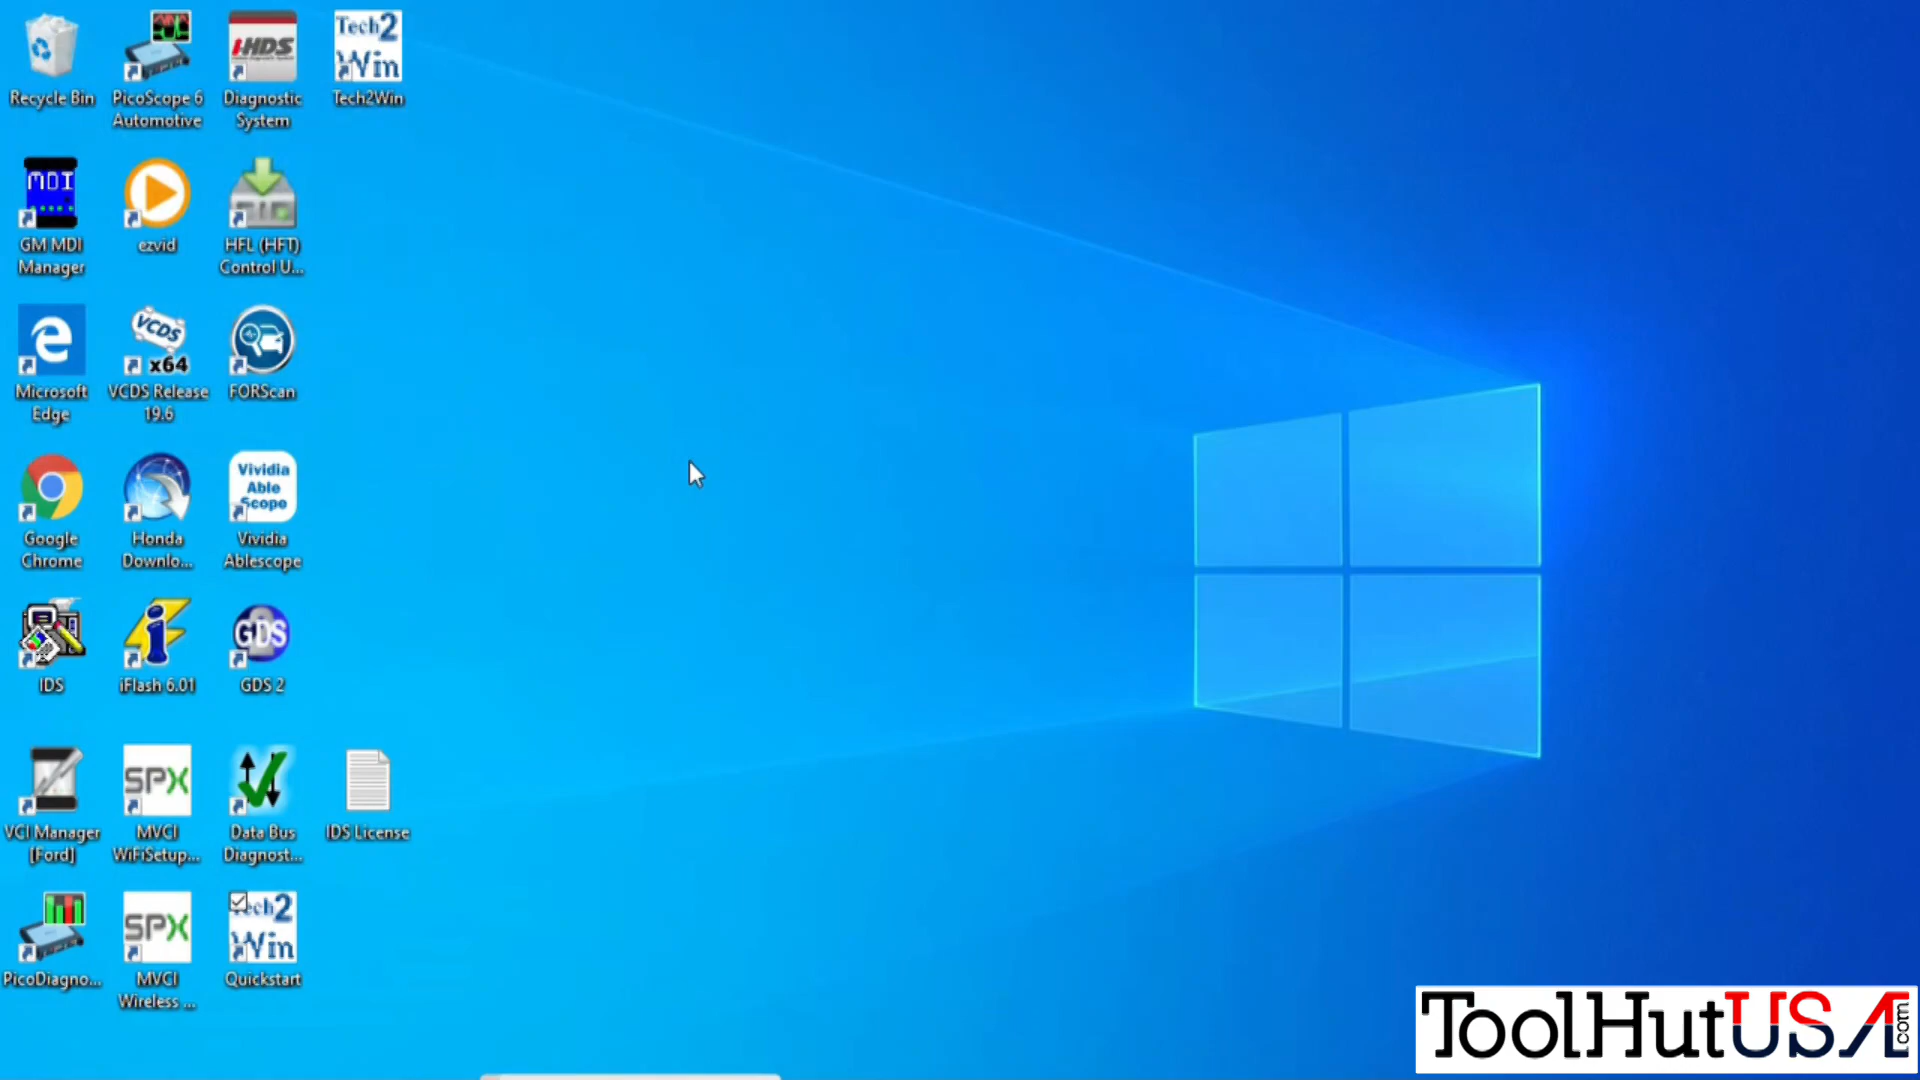 Recycle Bin
PicoScope 6
Automotive
i-HDS
Diagnostic
System
Tech2
Win
Tech2Win
MDI
GM MDI
Manager
ezvid
HFL (HFT)
Control U...
Microsoft
Edge
VCDS
x64
VCDS Release
19.6
FORScan
Google
Chrome
Honda
Downlo...
Vividia
Able
Scope
Vividia
Ablescope
IDS
iFlash 6.01
GDS
GDS 2
VCI Manager
[Ford]
SPX
MVCI
WiFiSetup...
Data Bus
Diagnost...
IDS License
PicoDiagno...
SPX
MVCI
Wireless ...
Tech2
Win
Quickstart
ToolHutUSA.com